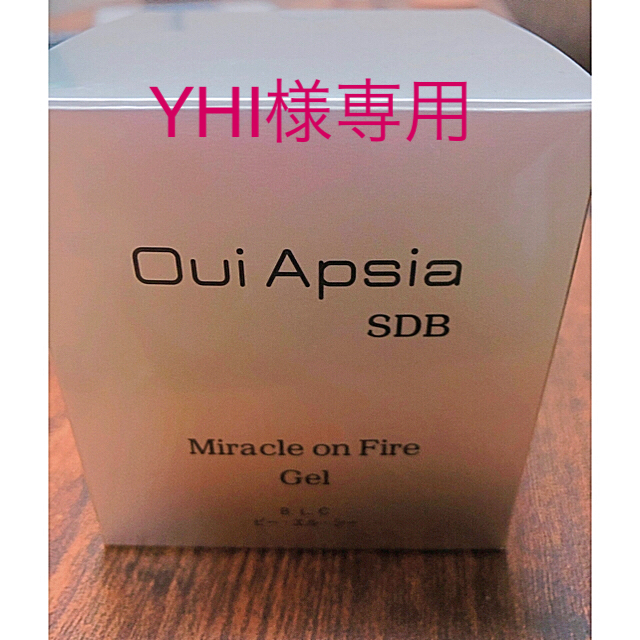 YHI様専用
Oui Apsia
SDB
Miracle on Fire
Gel
B. L. C
ビー・エル・シー